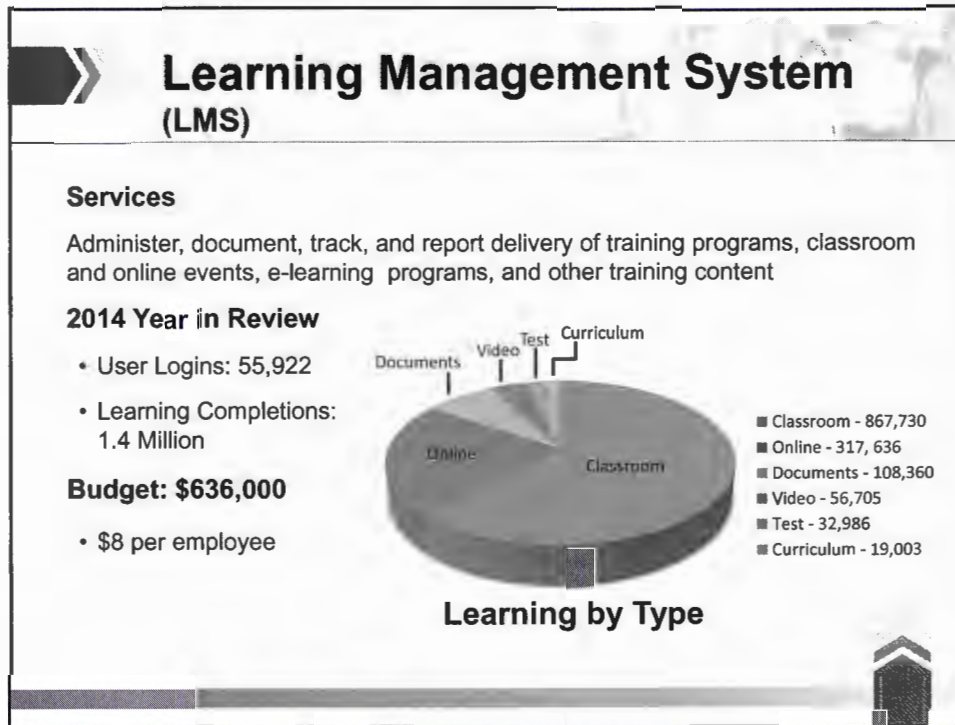 Learning Management System
(LMS)
Services
Administer, document, track, and report delivery of training programs, classroom
and online events, e-learning programs, and other training content
2014 Year in Review
• User Logins: 55,922
• Learning Completions:
1.4 Million
Budget: $636,000
• $8 per employee
Documents
Video
Test
Curriculum
Online
Classroom
Classroom - 867,730
Online - 317, 636
Documents - 108,360
Video - 56,705
Test - 32,986
Curriculum - 19,003
Learning by Type